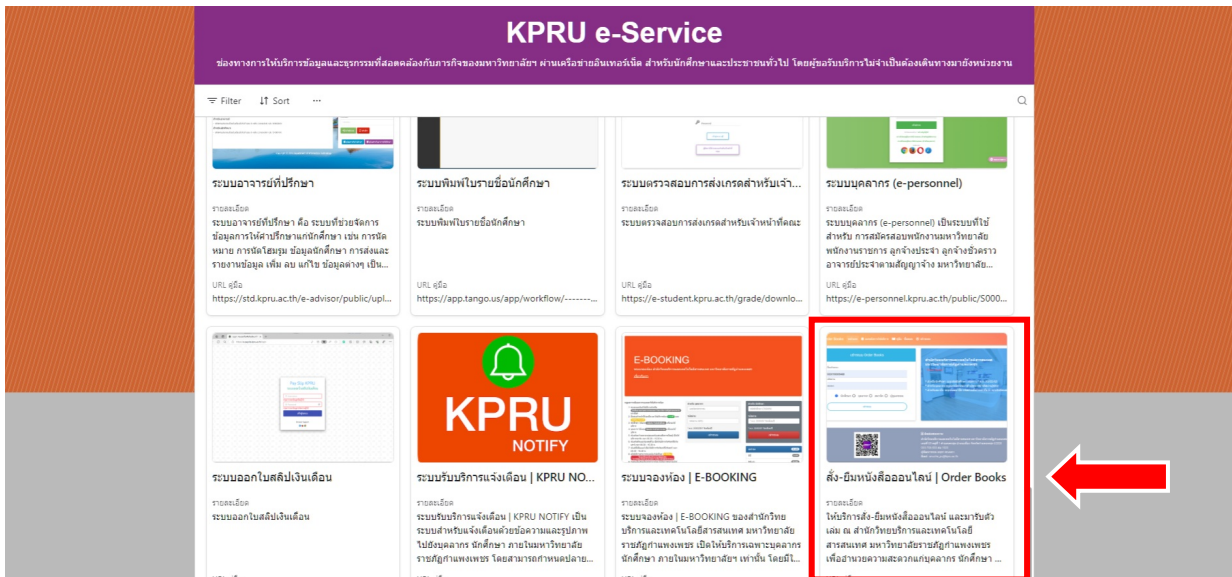 KPRU e-Service
ช่องทางการให้บริการข้อมูลและธุรกรรมที่สอดคล้องกับภารกิจของมหาวิทยาลัยฯ ผ่านเครือข่ายอินเทอร์เน็ต สำหรับนักศึกษาและประชาชนทั่วไป โดยผู้ขอรับบริการไม่จำเป็นต้องเดินทางมายังหน่วยงาน
Filter Sort ...
ระบบอาจารย์ที่ปรึกษา
รายละเอียด
ระบบอาจารย์ที่ปรึกษา คือ ระบบที่ช่วยจัดการ
ข้อมูลการให้คำปรึกษาแก่นักศึกษา เช่น การนัด
หมาย การนัดโฮมรูม ข้อมูลนักศึกษา การส่งและ
รายงานข้อมูล เพิ่ม ลบ แก้ไข ข้อมูลต่างๆ เป็น...
URL คู่มือ
https://std.kpru.ac.th/e-advisor/public/upl...
ระบบพิมพ์ใบรายชื่อนักศึกษา
รายละเอียด
ระบบพิมพ์ใบรายชื่อนักศึกษา
URL คู่มือ
https://app.tango.us/app/workflow/-------...
ระบบตรวจสอบการส่งเกรดสำหรับเจ้า...
รายละเอียด
ระบบตรวจสอบการส่งเกรดสำหรับเจ้าหน้าที่คณะ
URL คู่มือ
https://e-student.kpru.ac.th/grade/downlo...
ระบบบุคลากร (e-personnel)
รายละเอียด
ระบบบุคลากร (e-personnel) เป็นระบบที่ใช้
สำหรับ การสมัครสอบพนักงานมหาวิทยาลัย
พนักงานราชการ ลูกจ้างประจำ ลูกจ้างชั่วคราว
อาจารย์ประจำตามสัญญาจ้าง มหาวิทยาลัย...
URL คู่มือ
https://e-personnel.kpru.ac.th/public/S000...
ระบบออกใบสลิปเงินเดือน
รายละเอียด
ระบบออกใบสลิปเงินเดือน
KPRU
NOTIFY
ระบบรับบริการแจ้งเตือน | KPRU NO...
รายละเอียด
ระบบรับบริการแจ้งเตือน | KPRU NOTIFY เป็น
ระบบสำหรับแจ้งเตือนด้วยข้อความและรูปภาพ
ไปยังบุคลากร นักศึกษา ภายในมหาวิทยาลัย
ราชภัฏกำแพงเพชร โดยสามารถกำหนดปลาย...
E-BOOKING
ระบบจองห้อง | E-BOOKING
รายละเอียด
ระบบจองห้อง | E-BOOKING ของสำนักวิทย
บริการและเทคโนโลยีสารสนเทศ มหาวิทยาลัย
ราชภัฏกำแพงเพชร เปิดให้บริการเฉพาะบุคลากร
นักศึกษา ภายในมหาวิทยาลัยฯ เท่านั้น โดยมีใ...
สั่ง-ยืมหนังสือออนไลน์ | Order Books
รายละเอียด
ให้บริการสั่ง-ยืมหนังสือออนไลน์ และมารับตัว
เล่ม ณ สำนักวิทยบริการและเทคโนโลยี
สารสนเทศ มหาวิทยาลัยราชภัฏกำแพงเพชร
เพื่ออำนวยความสะดวกแก่บุคลากร นักศึกษา ...